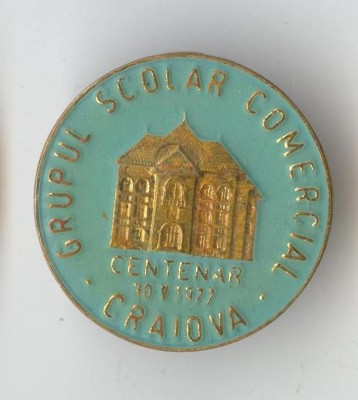 GRUPUL SCOLAR COMERCIAL
CENTENAR
10 V 1977
· CRAIOVA ·